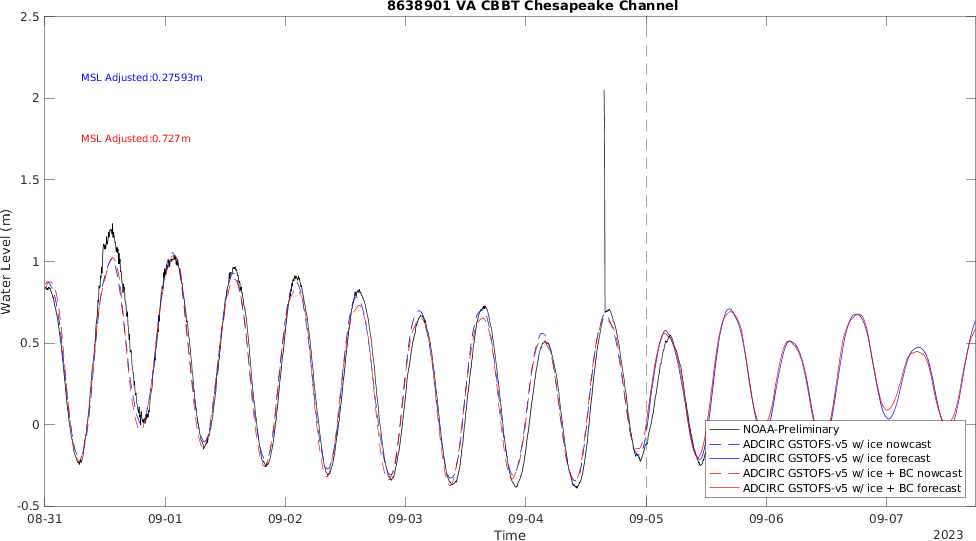 8638901 VA CBBT Chesapeake Channel
2.5
MSL Adjusted:0.27593m
2
MSL Adjusted:0.727m
1.5
1
0.5
0
-0.5
Water Level (m)
NOAA-Preliminary
ADCIRC GSTOFS-v5 w/ ice nowcast
ADCIRC GSTOFS-v5 w/ ice forecast
ADCIRC GSTOFS-v5 w/ ice + BC nowcast
ADCIRC GSTOFS-v5 w/ ice + BC forecast
08-31 09-01 09-02 09-03 09-04 09-05 09-06 09-07
Time
2023